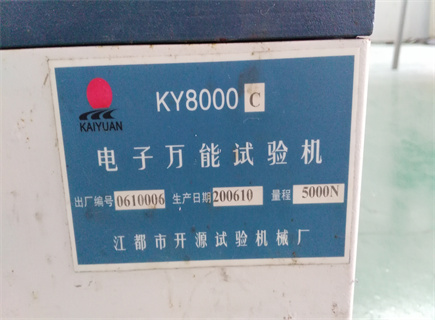 KY8000 C
KAIYUAN
电子万能试验机
出厂编号 0610006 生产日期 200610 量程 5000N
江都市开源试验机械厂